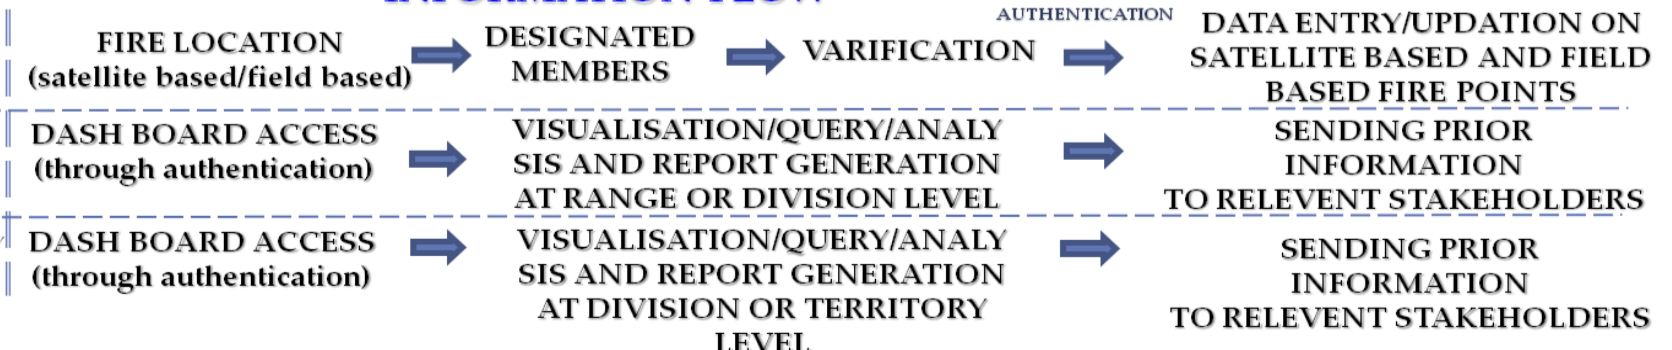 INFORMATION FLOW
AUTHENTICATION
FIRE LOCATION
(satellite based/field based)
DESIGNATED
MEMBERS
VARIFICATION
DATA ENTRY/UPDATION ON
SATELLITE BASED AND FIELD
BASED FIRE POINTS
DASH BOARD ACCESS
(through authentication)
VISUALISATION/QUERY/ANALY
SIS AND REPORT GENERATION
AT RANGE OR DIVISION LEVEL
SENDING PRIOR
INFORMATION
TO RELEVENT STAKEHOLDERS
DASH BOARD ACCESS
(through authentication)
VISUALISATION/QUERY/ANALY
SIS AND REPORT GENERATION
AT DIVISION OR TERRITORY
LEVEL
SENDING PRIOR
INFORMATION
TO RELEVENT STAKEHOLDERS